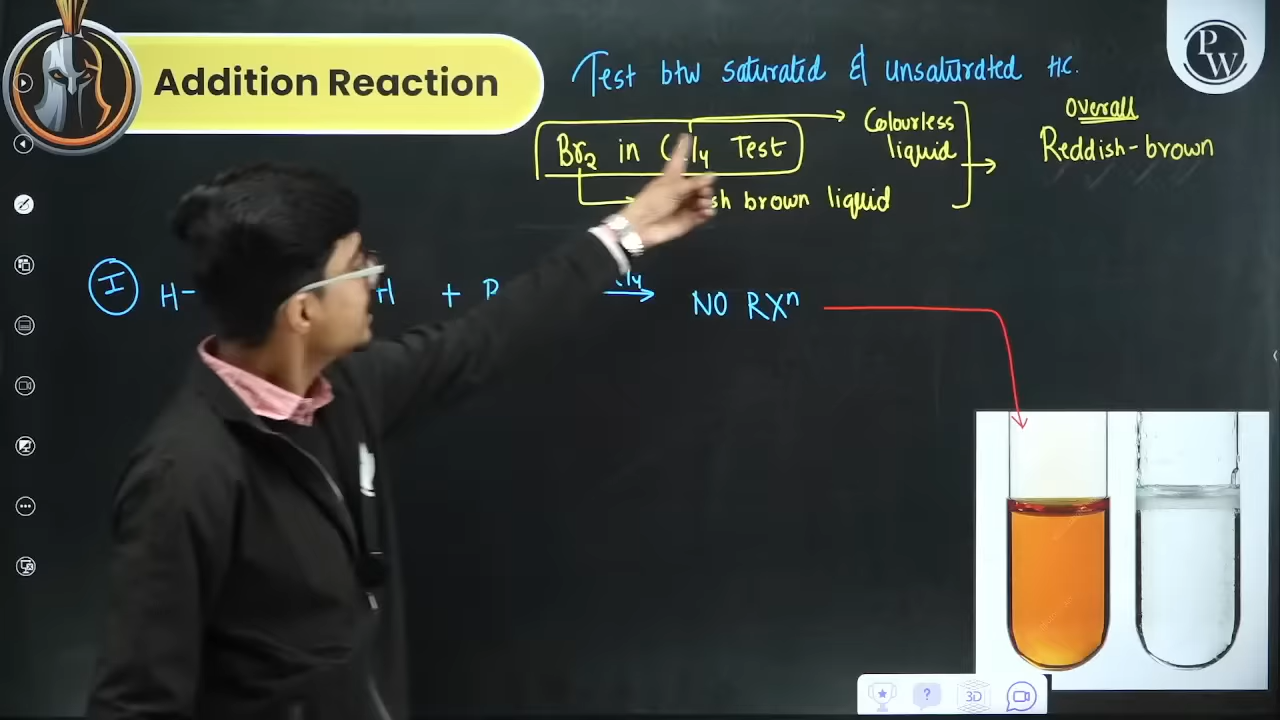 Addition Reaction
Test btw saturated & unsaturated H.C.
Br2 in Test
Colourless
liquid
brown liquid
Overall
Reddish-brown
PW
I H- H + NO RXn
3D